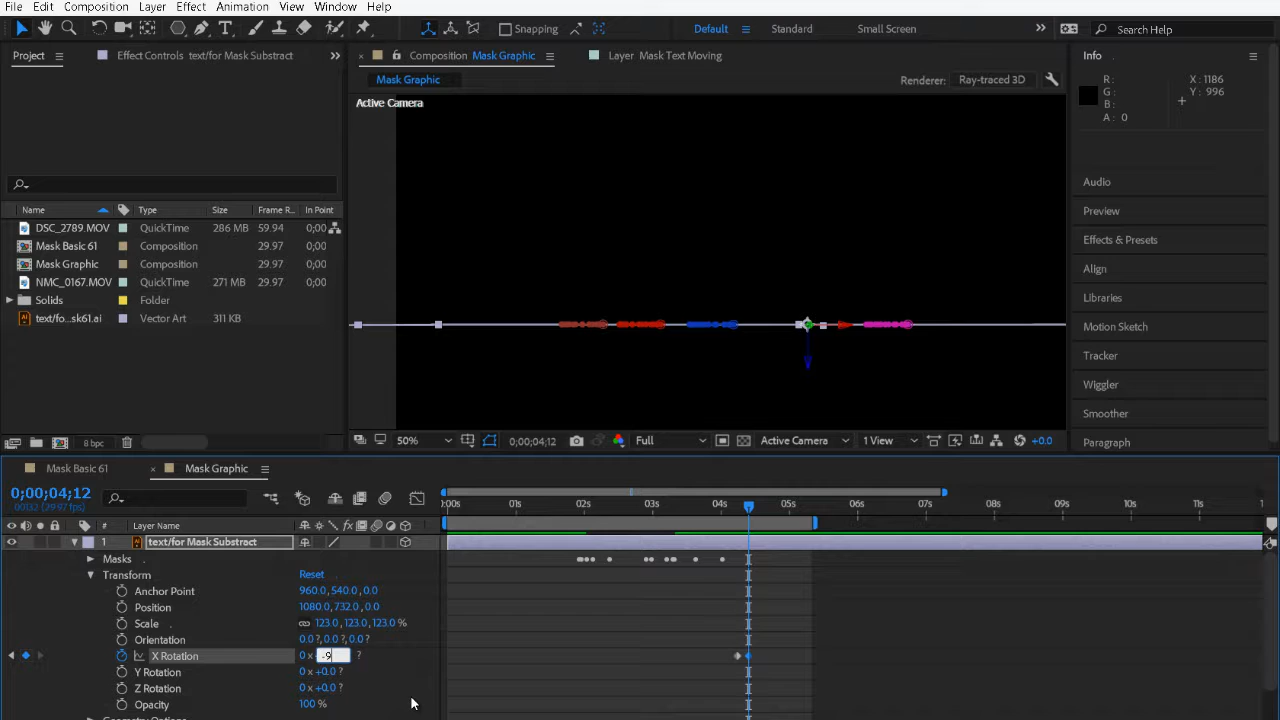 File Edit Composition Layer Effect Animation View Window Help
Snapping Default Standard Small Screen Search Help
Project Effect Controls text/for Mask Substract Composition Mask Graphic Layer Mask Text Moving Info
Mask Graphic Renderer: Ray-traced 3D
R: X: 1186
G: Y: 996
B:
A: 0
Active Camera
Audio
Name Type Size Frame R... In Point Preview
DSC_2789.MOV QuickTime 286 MB 59.94 0;00
Mask Basic 61 Composition 29.97 0;00 Effects & Presets
Mask Graphic Composition 29.97 0;00 Align
NMC_0167.MOV QuickTime 271 MB 29.97 0;00
Solids Folder Libraries
text/fo...sk61.ai Vector Art 311 KB Motion Sketch
Tracker
Wiggler
Smoother
8 bpc 50% 0;00;04;12 Full Active Camera 1 View +0.0 Paragraph
Mask Basic 61 Mask Graphic
0;00;04;12
00132 (29.97 fps)
:00s 01s 02s 03s 04s 05s 06s 07s 08s 09s 10s 11s
# Layer Name
1 text/for Mask Substract
Masks
Transform Reset
Anchor Point 960.0,540.0,0.0
Position 1080.0,732.0,0.0
Scale 123.0,123.0,123.0 %
Orientation 0.0 ?,0.0 ?,0.0 ?
X Rotation 0 x -9 ?
Y Rotation 0 x +0.0 ?
Z Rotation 0 x +0.0 ?
Opacity 100 %